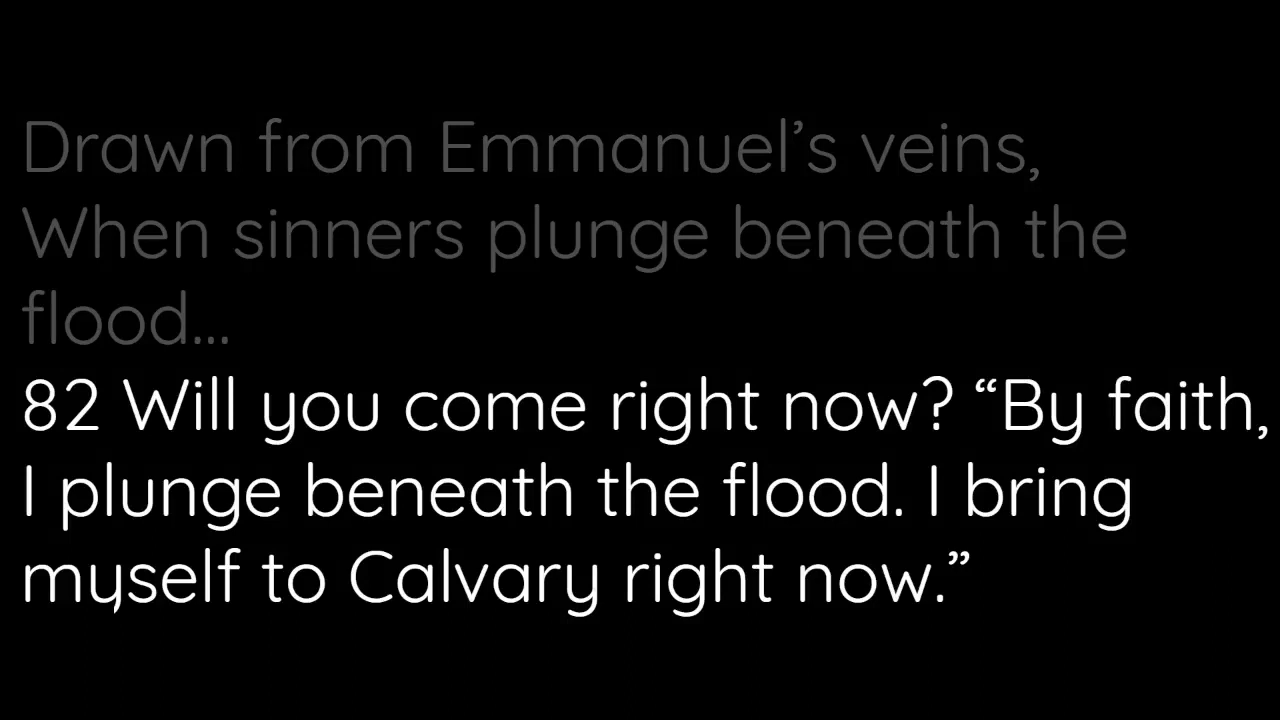 Drawn from Emmanuel’s veins,
When sinners plunge beneath the
flood…
82 Will you come right now? “By faith,
I plunge beneath the flood. I bring
myself to Calvary right now.”